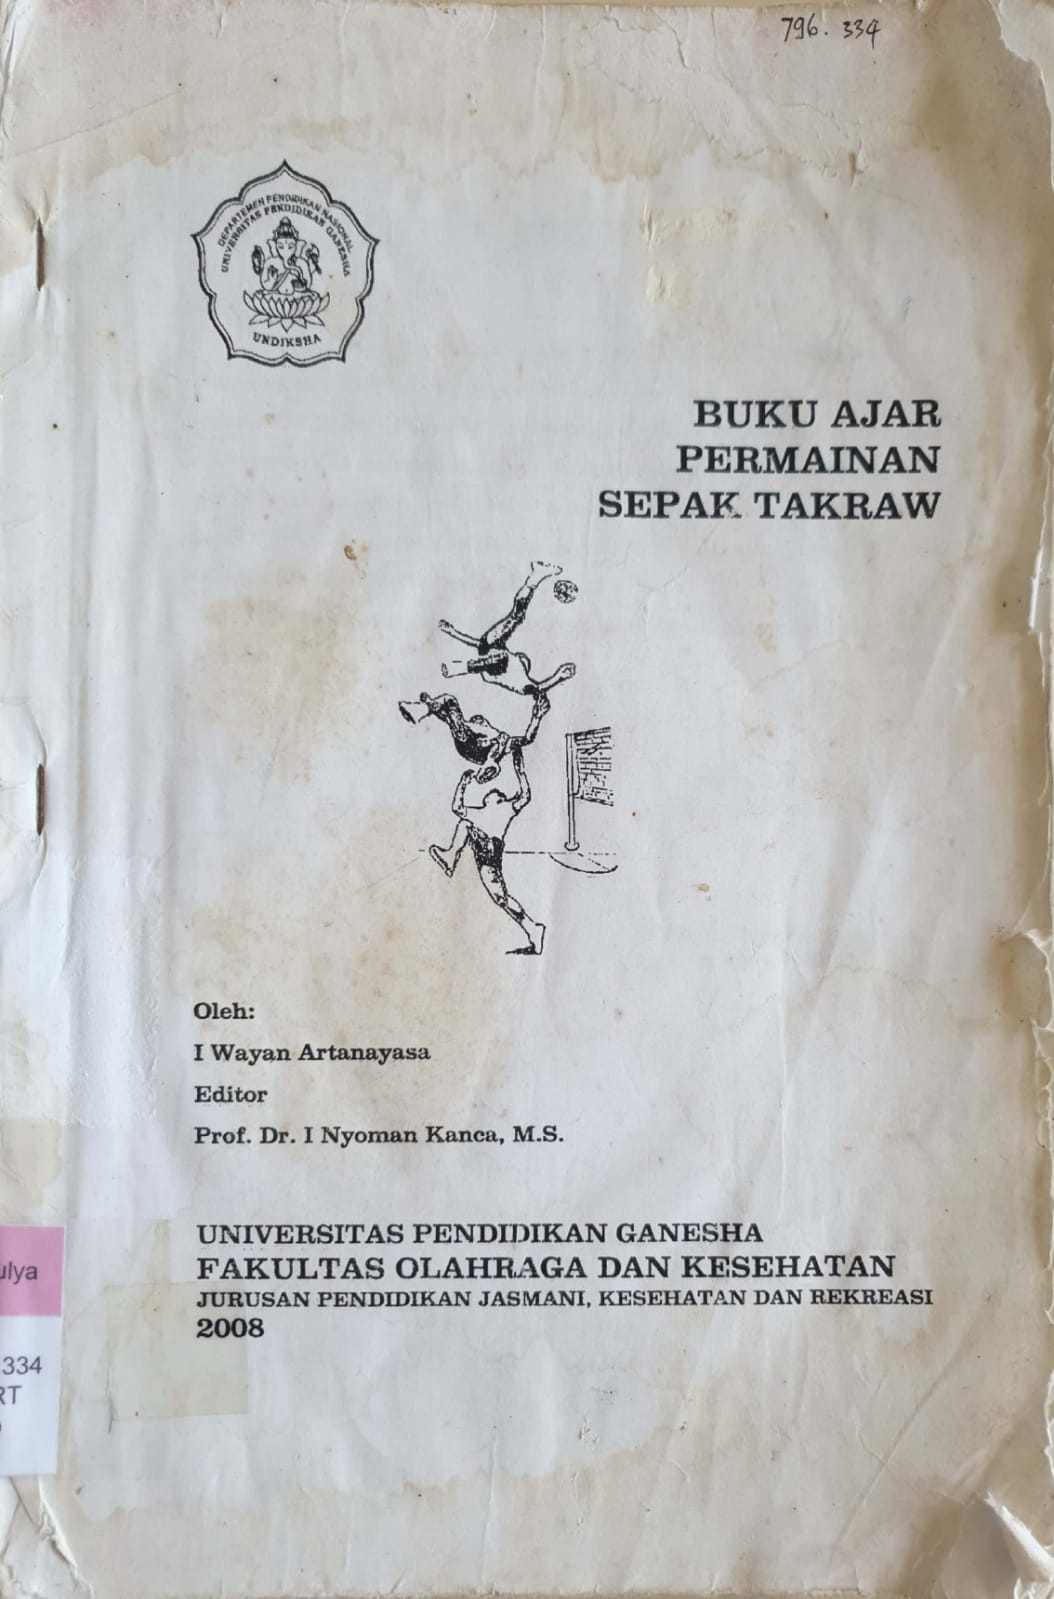 796.334
DEPARTEMEN PENDIDIKAN NASIONAL
UNIVERSITAS PENDIDIKAN GANESHA
UNDIKSHA
BUKU AJAR
PERMAINAN
SEPAK TAKRAW
Oleh:
I Wayan Artanayasa
Editor
Prof. Dr. I Nyoman Kanca, M.S.
UNIVERSITAS PENDIDIKAN GANESHA
FAKULTAS OLAHRAGA DAN KESEHATAN
JURUSAN PENDIDIKAN JASMANI, KESEHATAN DAN REKREASI
2008
ulya
334
RT